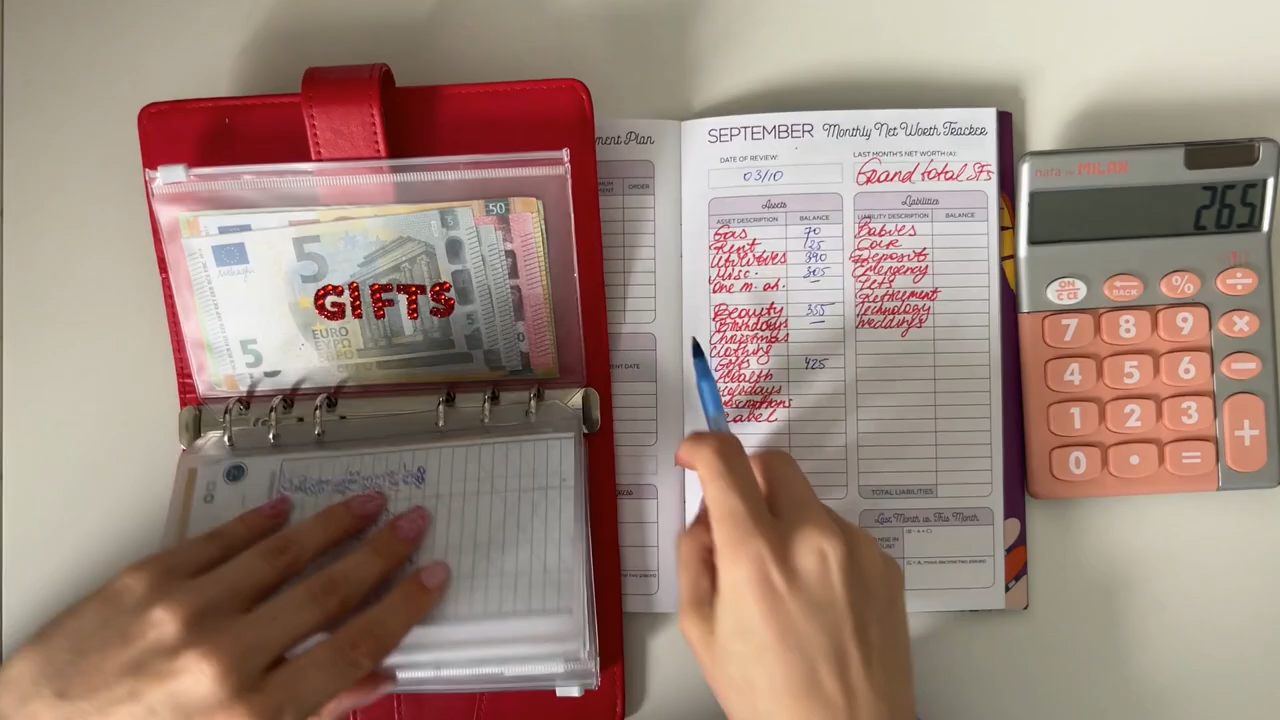 5
50
GIFTS
5
EURO
ΕΥΡΩ
ment Plan
ORDER
SEPTEMBER Monthly Net Worth Tracker
DATE OF REVIEW:
03/10
LAST MONTH'S NET WORTH (A):
Grand total SFs
Assets
ASSET DESCRIPTION BALANCE
Gas 70
Rent 125
Utilities 390
Misc. 305
One m. ah. —
Beauty 355
Birthdays —
Christmas
Clothing
Gifts 425
Health
Holidays
Travel
Liabilities
LIABILITY DESCRIPTION BALANCE
Babies
Car
Deposit
Emergency
Pets
Retirement
Technology
Weddings
TOTAL LIABILITIES
Last Month vs. This Month
nata by MILAN
265.
ON/C CE
BACK
%
÷
7 8 9 ×
4 5 6 −
1 2 3 +
0 • =